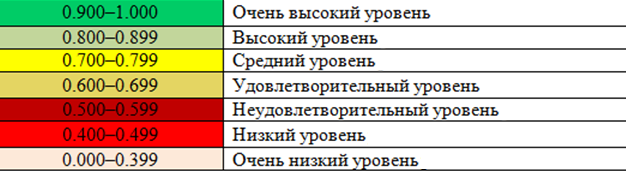 0.900–1.000 Очень высокий уровень
0.800–0.899 Высокий уровень
0.700–0.799 Средний уровень
0.600–0.699 Удовлетворительный уровень
0.500–0.599 Неудовлетворительный уровень
0.400–0.499 Низкий уровень
0.000–0.399 Очень низкий уровень